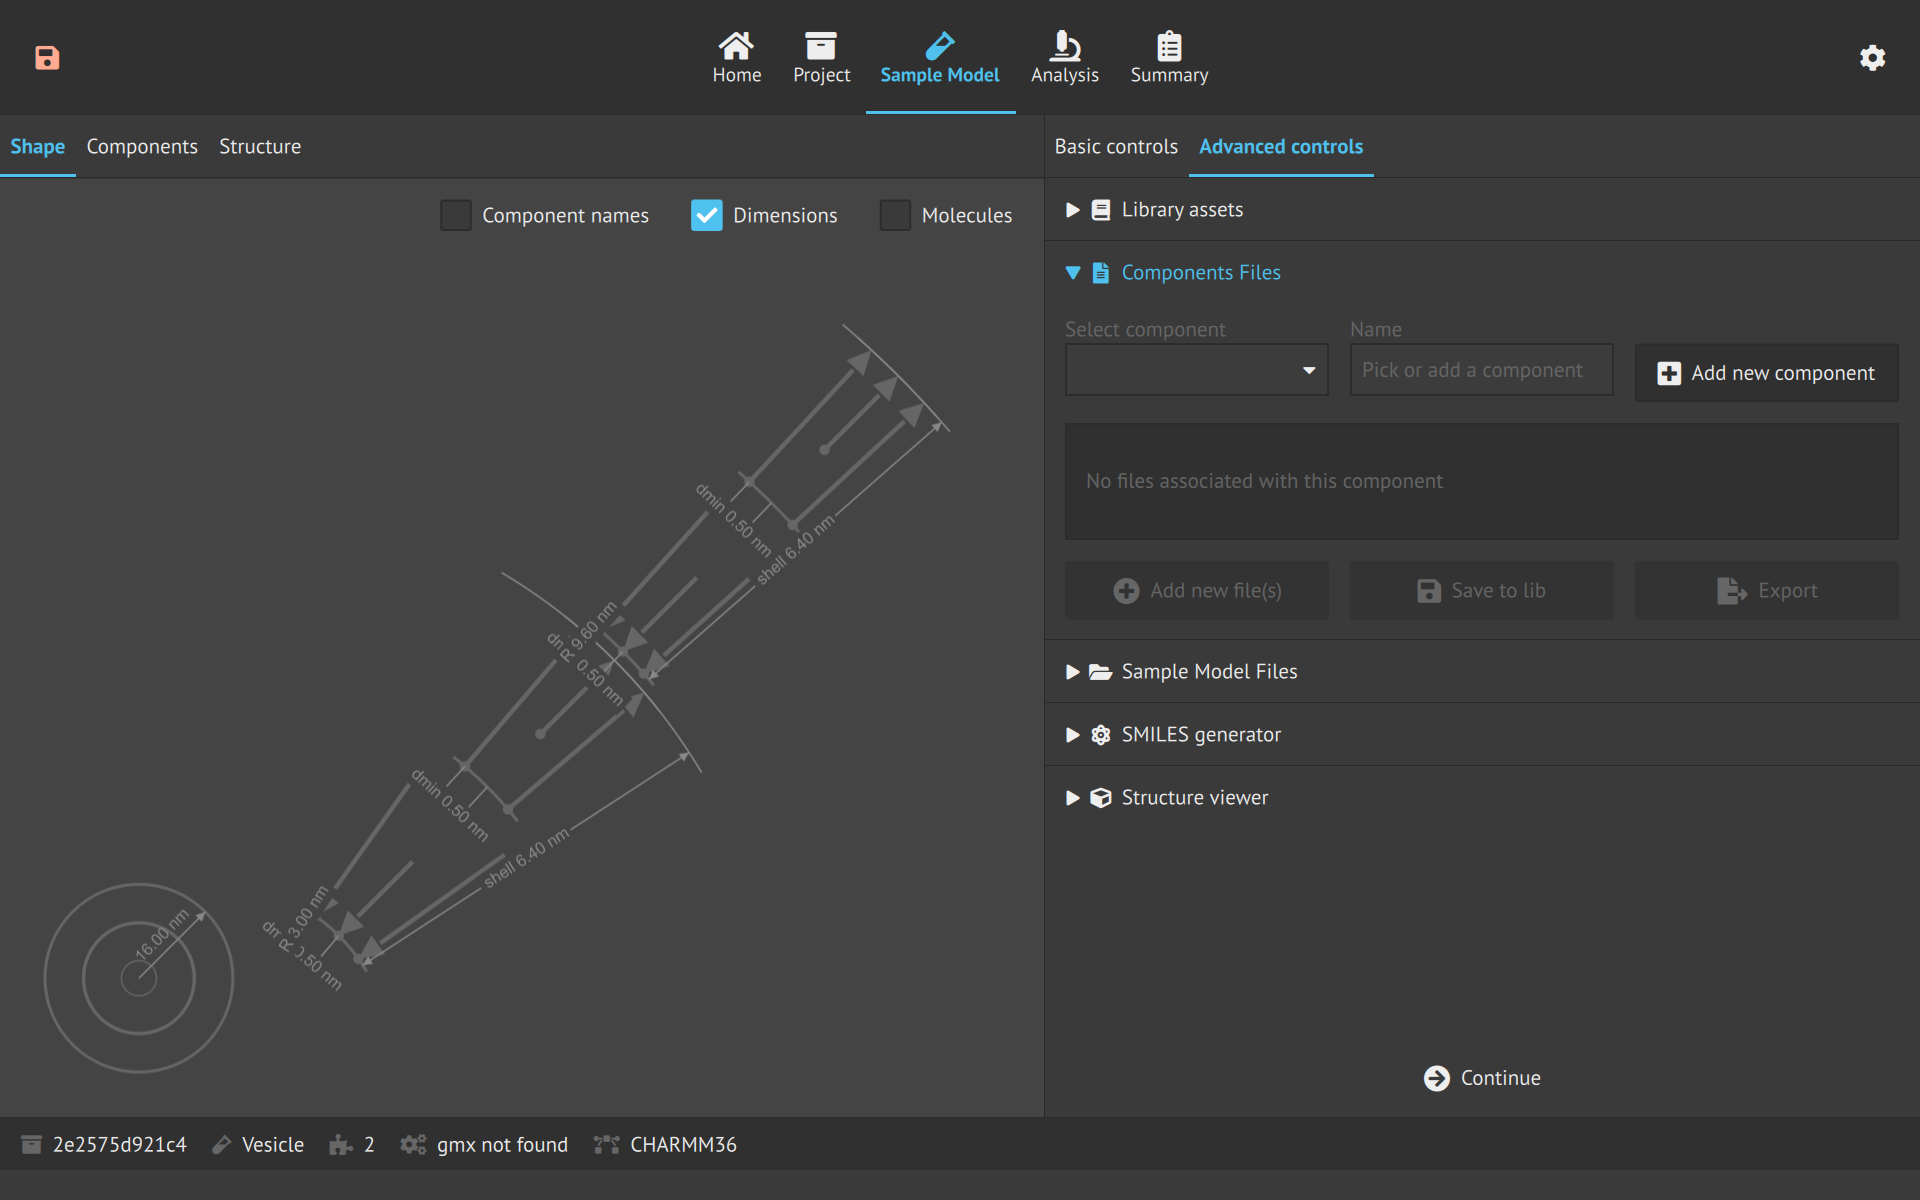 Home
Project
Sample Model
Analysis
Summary
Shape
Components
Structure
Basic controls
Advanced controls
Component names
Dimensions
Molecules
Library assets
Components Files
Select component
Name
Pick or add a component
Add new component
No files associated with this component
Add new file(s)
Save to lib
Export
Sample Model Files
SMILES generator
Structure viewer
dmin 0.50 nm
shell 6.40 nm
R 9.60 nm
0.50 nm
dmin 0.50 nm
shell 6.40 nm
R 3.00 nm
16.00 nm
Continue
2e2575d921c4
Vesicle
2
gmx not found
CHARMM36